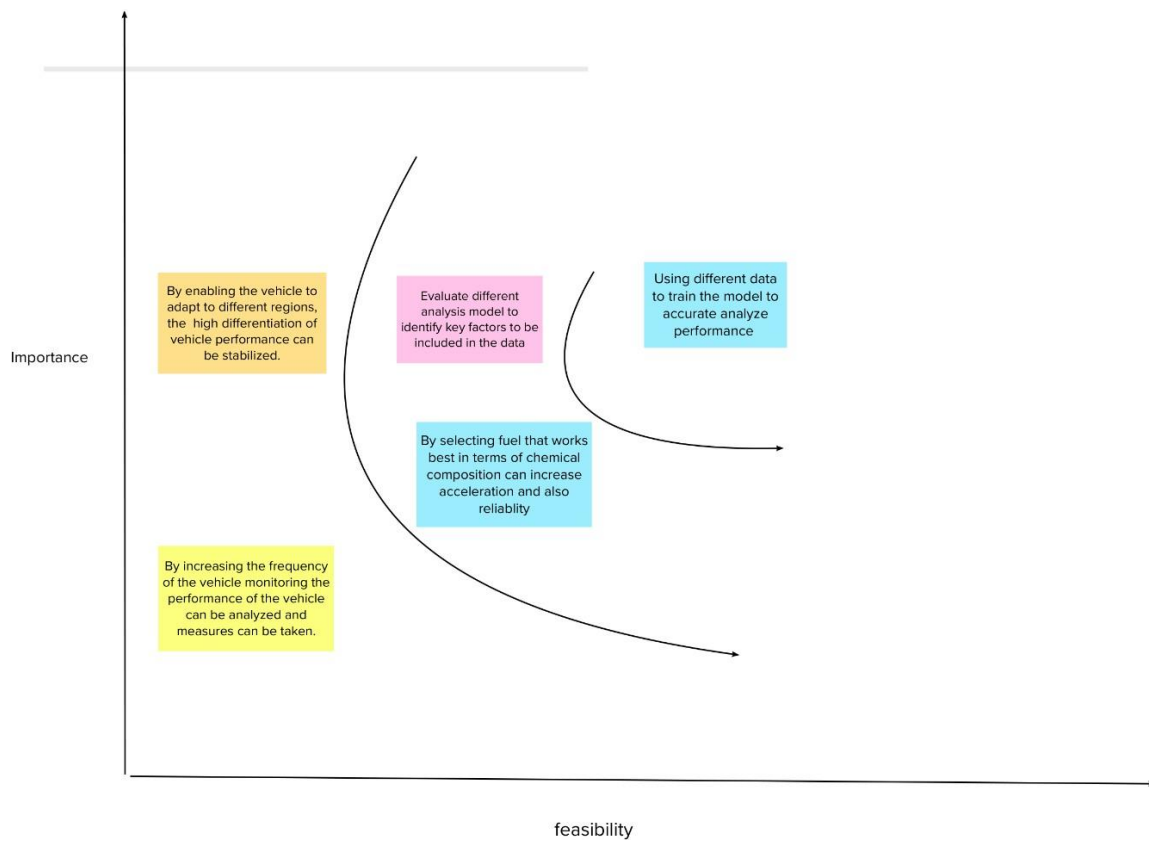 By enabling the vehicle to
adapt to different regions,
the high differentiation of
vehicle performance can
be stabilized.
Evaluate different
analysis model to
identify key factors to be
included in the data
Using different data
to train the model to
accurate analyze
performance
Importance
By selecting fuel that works
best in terms of chemical
composition can increase
acceleration and also
reliablity
By increasing the frequency
of the vehicle monitoring the
performance of the vehicle
can be analyzed and
measures can be taken.
feasibility